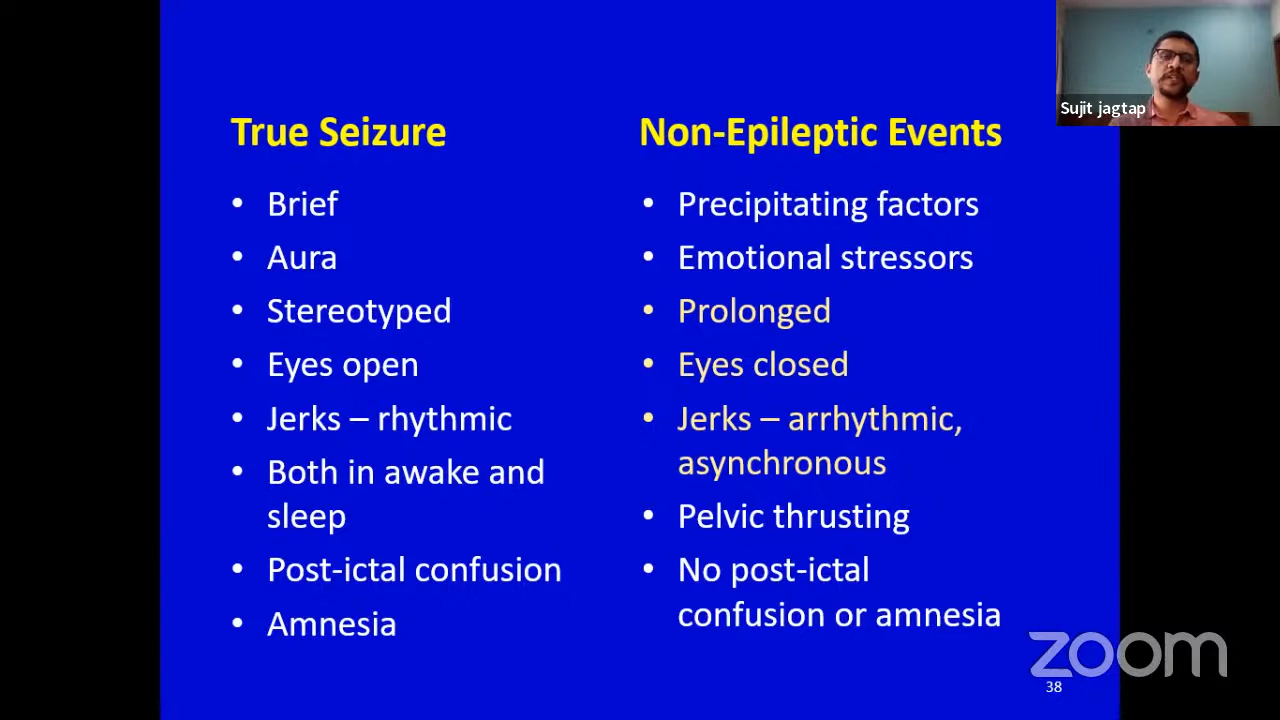 Sujit jagtap
True Seizure
• Brief
• Aura
• Stereotyped
• Eyes open
• Jerks – rhythmic
• Both in awake and
sleep
• Post-ictal confusion
• Amnesia
Non-Epileptic Events
• Precipitating factors
• Emotional stressors
• Prolonged
• Eyes closed
• Jerks – arrhythmic,
asynchronous
• Pelvic thrusting
• No post-ictal
confusion or amnesia
zoom
38